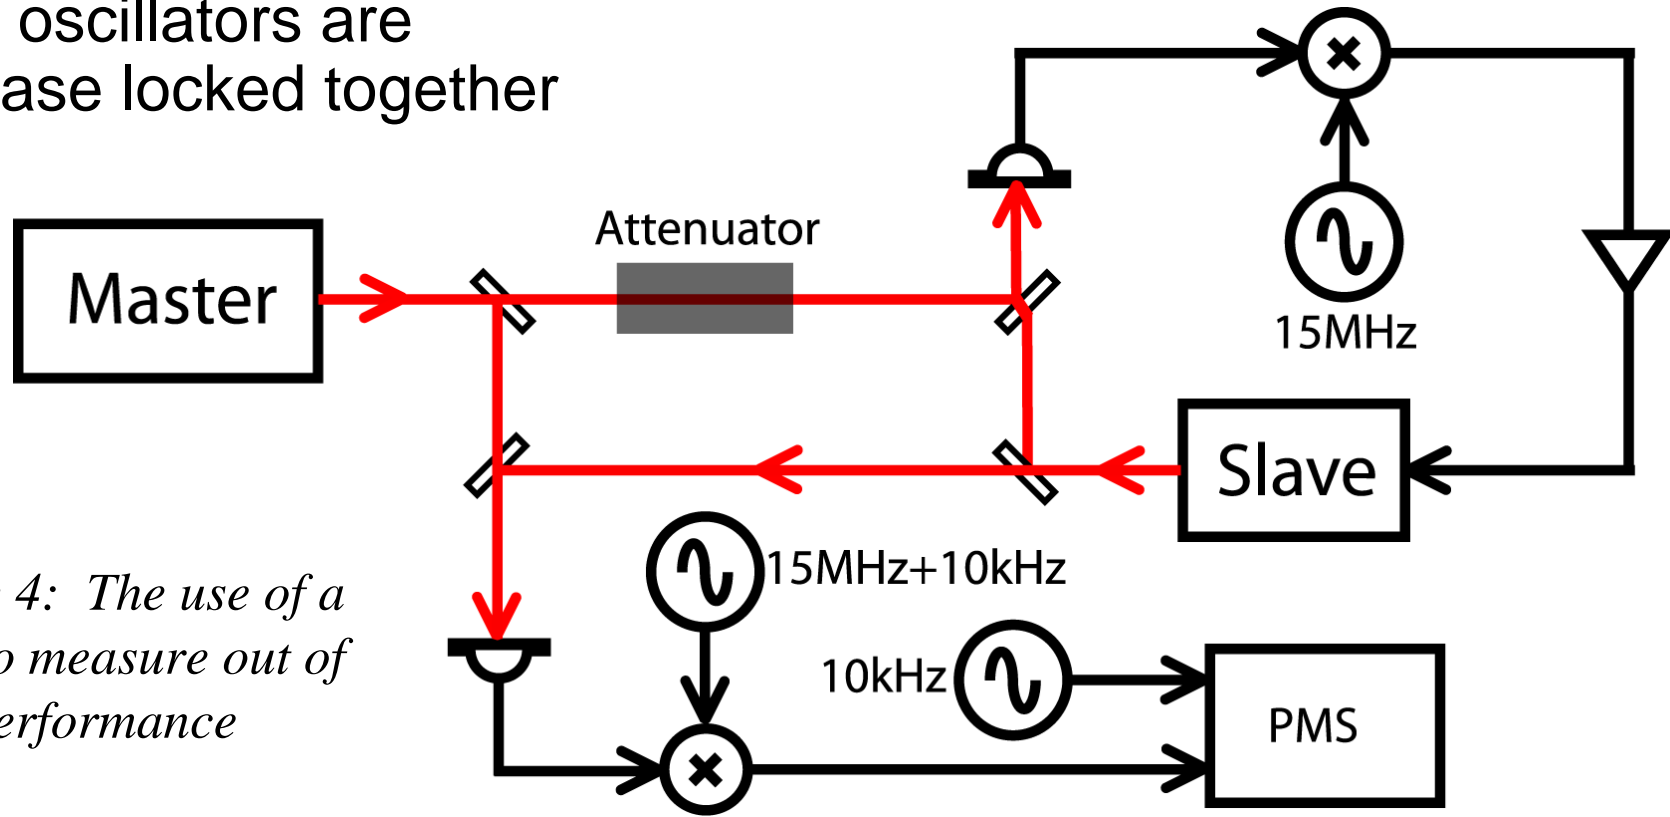 oscillators are
ase locked together
Attenuator
Master
15MHz
Slave
15MHz+10kHz
4: The use of a
o measure out of
10kHz
erformance
PMS